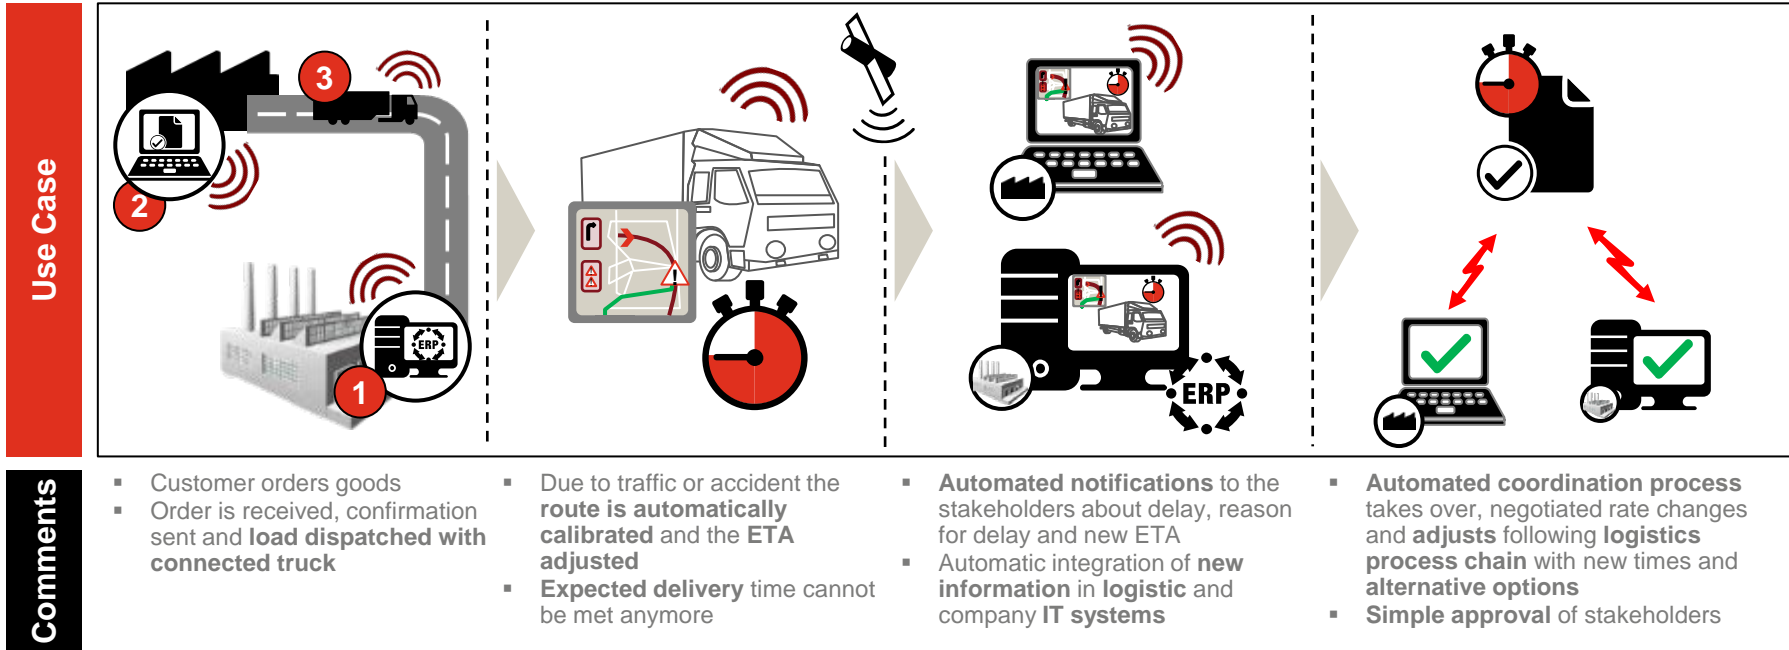 Use Case
3
2
1
ERP
ERP
Comments
▪ Customer orders goods
▪ Order is received, confirmation
sent and load dispatched with
connected truck
▪ Due to traffic or accident the
route is automatically
calibrated and the ETA
adjusted
▪ Expected delivery time cannot
be met anymore
▪ Automated notifications to the
stakeholders about delay, reason
for delay and new ETA
▪ Automatic integration of new
information in logistic and
company IT systems
▪ Automated coordination process
takes over, negotiated rate changes
and adjusts following logistics
process chain with new times and
alternative options
▪ Simple approval of stakeholders